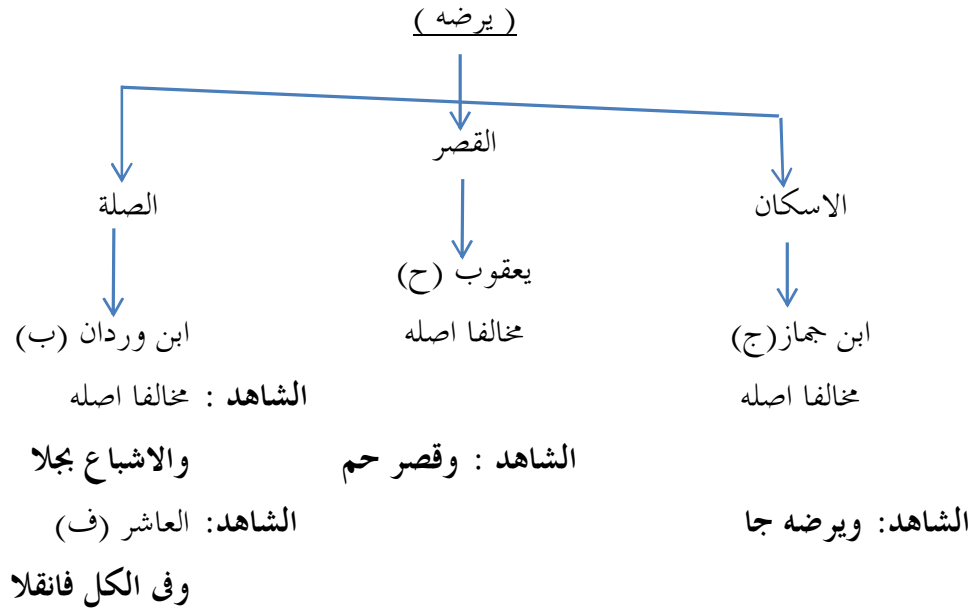 ( يرضه )
القصر
الاسكان
الصلة
يعقوب (ح)
ابن جماز(ج)
مخالفا اصله
ابن وردان (ب)
مخالفا اصله
الشاهد : مخالفا اصله
الشاهد : وقصر حم
والاشباع بجلا
الشاهد: ويرضه جا
الشاهد: العاشر (ف)
وفى الكل فانقلا